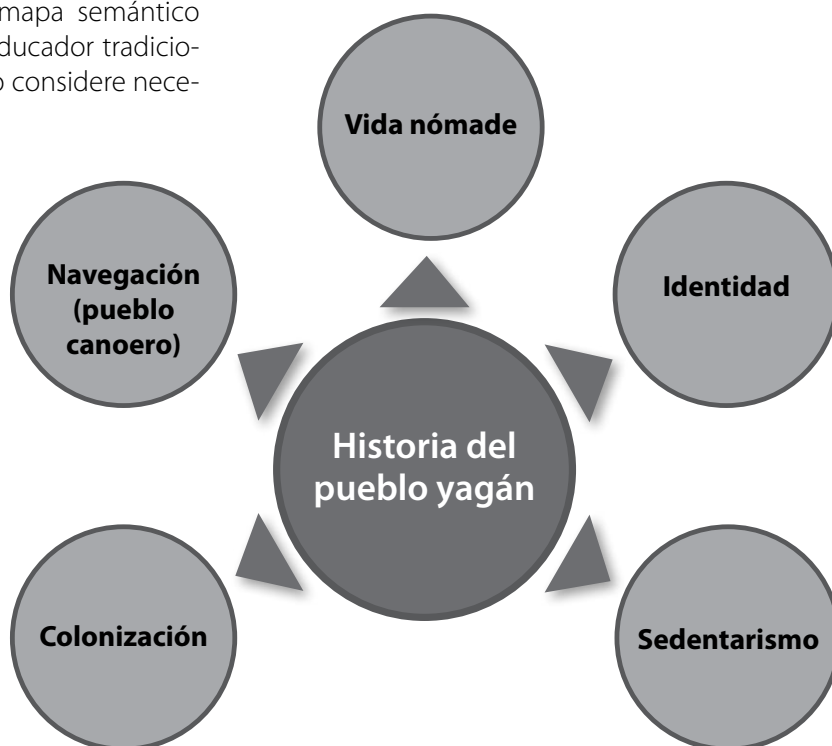 mapa semántico
ducador tradicio-
o considere nece-
Vida nómade
Navegación
(pueblo
canoero)
Identidad
Historia del
pueblo yagán
Colonización
Sedentarismo